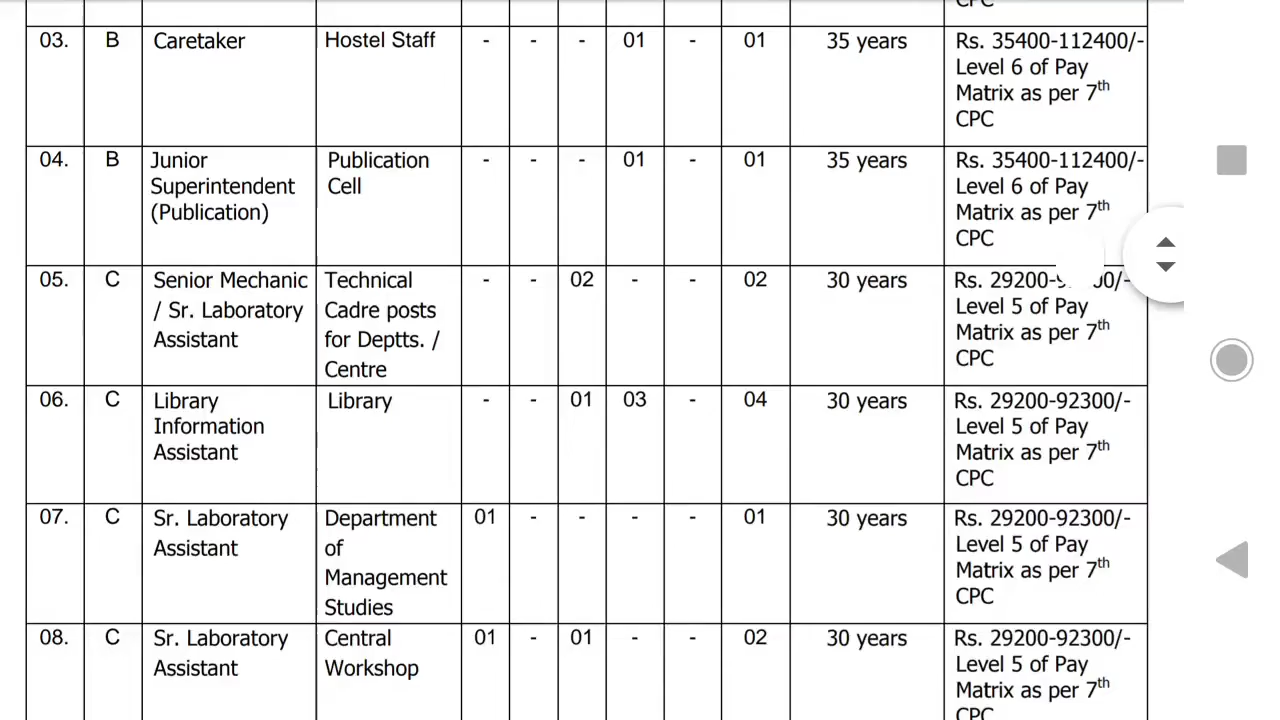 CPC
03. B Caretaker Hostel Staff - - - 01 - 01 35 years Rs. 35400-112400/-
Level 6 of Pay
Matrix as per 7th
CPC
04. B Junior Publication - - - 01 - 01 35 years Rs. 35400-112400/-
Superintendent Cell Level 6 of Pay
(Publication) Matrix as per 7th
CPC
05. C Senior Mechanic Technical - - 02 - - 02 30 years Rs. 29200-
/ Sr. Laboratory Cadre posts Level 5 of Pay
Assistant for Deptts. / Matrix as per 7th
Centre CPC
06. C Library Library - - 01 03 - 04 30 years Rs. 29200-92300/-
Information Level 5 of Pay
Assistant Matrix as per 7th
CPC
07. C Sr. Laboratory Department 01 - - - - 01 30 years Rs. 29200-92300/-
Assistant of Level 5 of Pay
Management Matrix as per 7th
Studies CPC
08. C Sr. Laboratory Central 01 - 01 - - 02 30 years Rs. 29200-92300/-
Assistant Workshop Level 5 of Pay
Matrix as per 7th
CPC